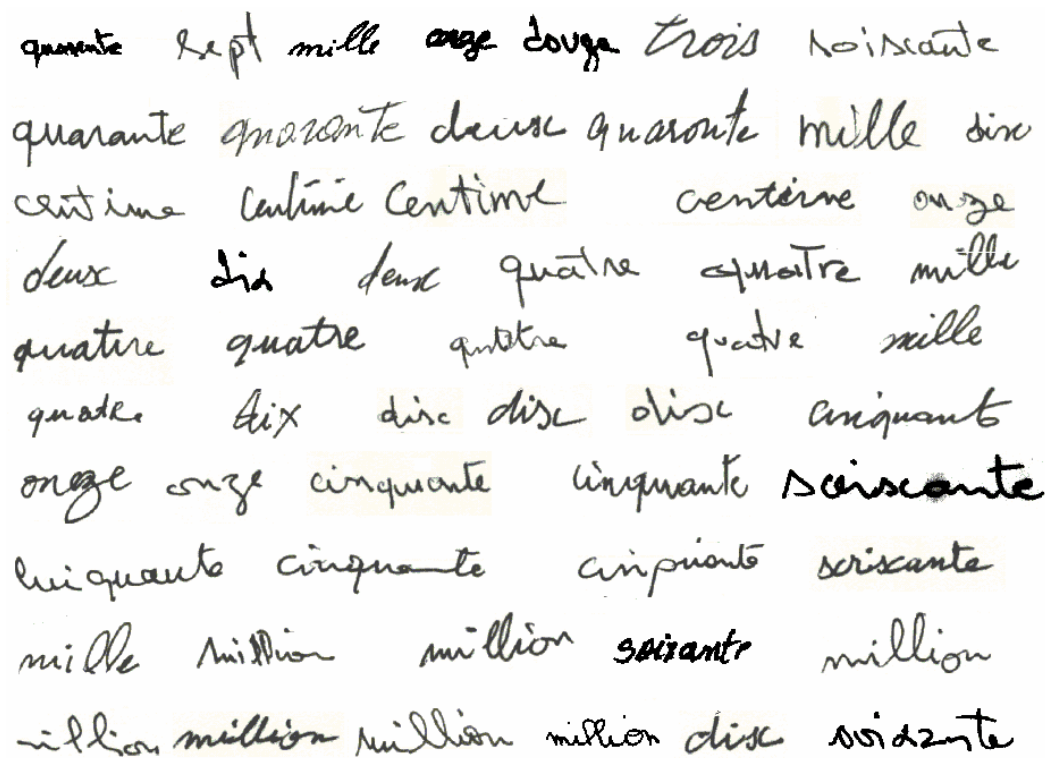 quarante sept mille onze douze trois soixante
quarante quarante deux quarante mille dix
centime centime Centime centime onze
deux dix deux quatre quatre mille
quatre quatre quatre quatre mille
quatre dix dix dix dix cinquante
onze onze cinquante cinquante soixante
cinquante cinquante cinquante soixante
mille million million soixante million
million million million million dix soixante